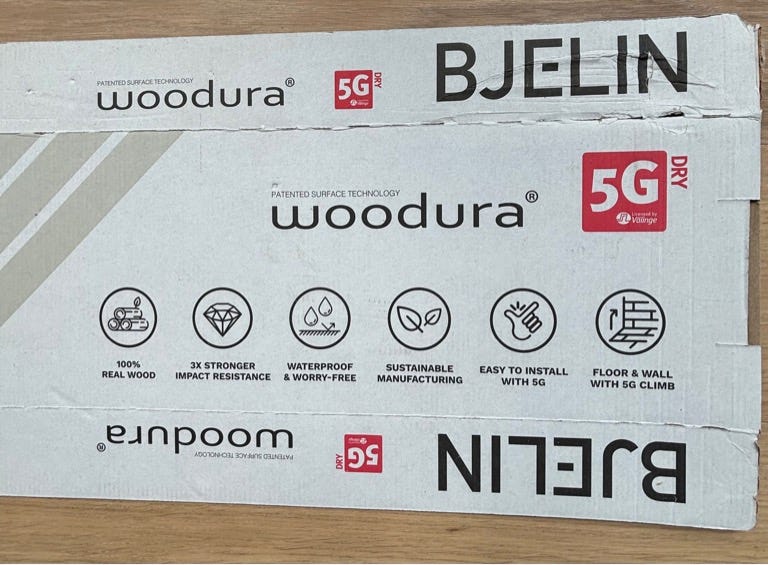 PATENTED SURFACE TECHNOLOGY
woodura®
5G DRY
BJELIN
PATENTED SURFACE TECHNOLOGY
woodura®
5G DRY
Licensed by
Välinge
100%
REAL WOOD
3X STRONGER
IMPACT RESISTANCE
WATERPROOF
& WORRY-FREE
SUSTAINABLE
MANUFACTURING
EASY TO INSTALL
WITH 5G
FLOOR & WALL
WITH 5G CLIMB
BJELIN
5G DRY
PATENTED SURFACE TECHNOLOGY
woodura®